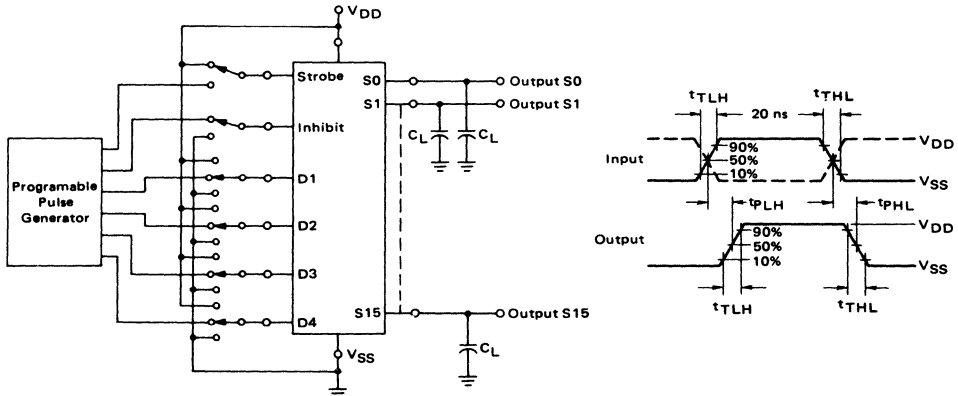 V DD
Strobe
S0
Output S0
S1
Output S1
Inhibit
CL
CL
Programable
Pulse
Generator
D1
D2
D3
D4
S15
Output S15
CL
VSS
tTLH
tTHL
20 ns
Input
90%
50%
10%
VDD
VSS
tPLH
tPHL
Output
90%
50%
10%
VDD
VSS
tTLH
tTHL